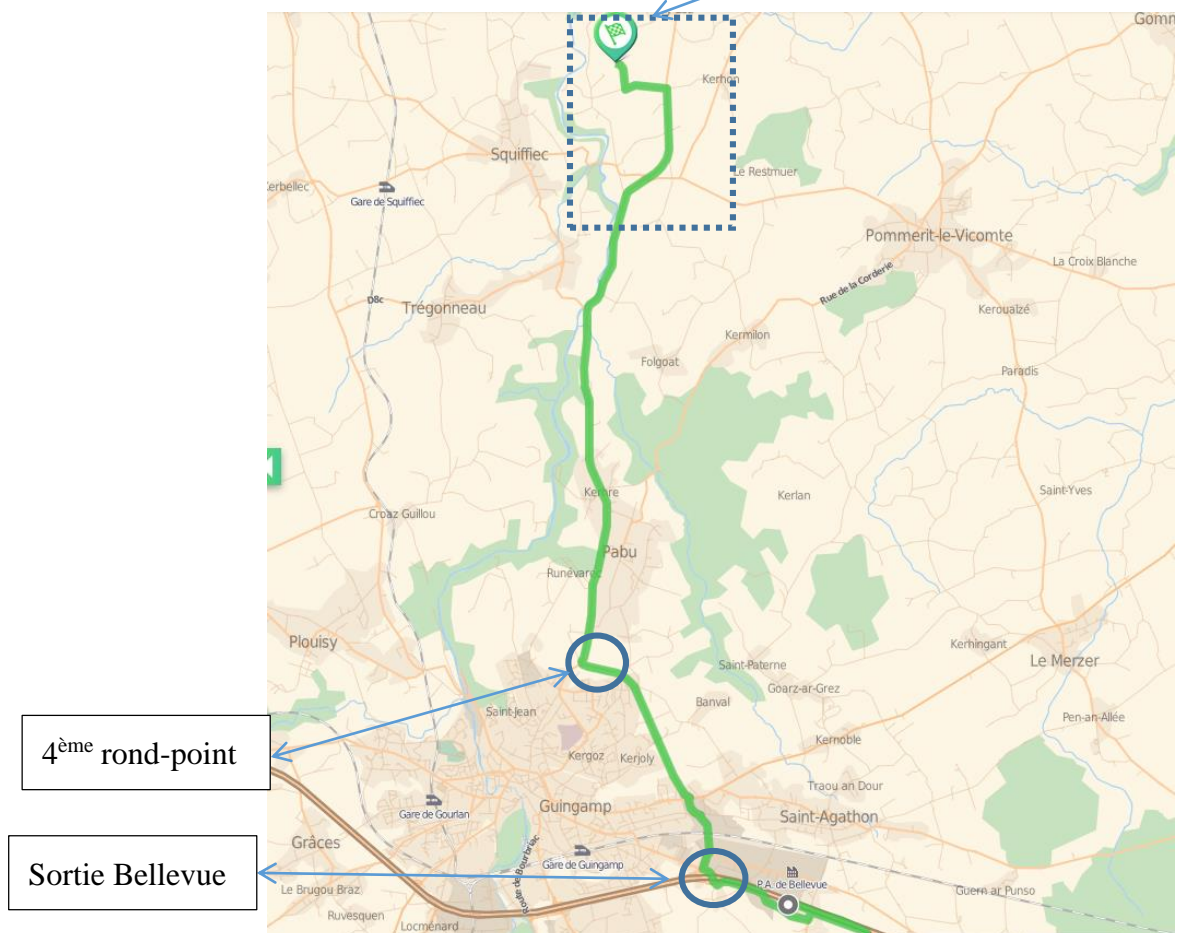 Gomm
Kerhon
Squiffiec
Le Restmuer
Kerbellec
Gare de Squiffiec
Pommerit-le-Vicomte
La Croix Blanche
Rue de la Corderie
D8c
Trégonneau
Keroualzé
Kermilon
Folgoat
Paradis
Kerlan
Saint-Yves
Croaz Guillou
Pabu
Plouisy
Kerhingant
Le Merzer
Saint-Paterne
Goarz-ar-Grez
Banval
Saint-Jean
Pen-an-Allée
4ème rond-point
Kergoz
Kerjoly
Kernoble
Traou an Dour
Guingamp
Saint-Agathon
Gare de Gourlan
Grâces
Route de Bourbriac
Gare de Guingamp
Sortie Bellevue
P.A. de Bellevue
Le Brugou Braz
Guern ar Punso
Ruvesquen
Locménard